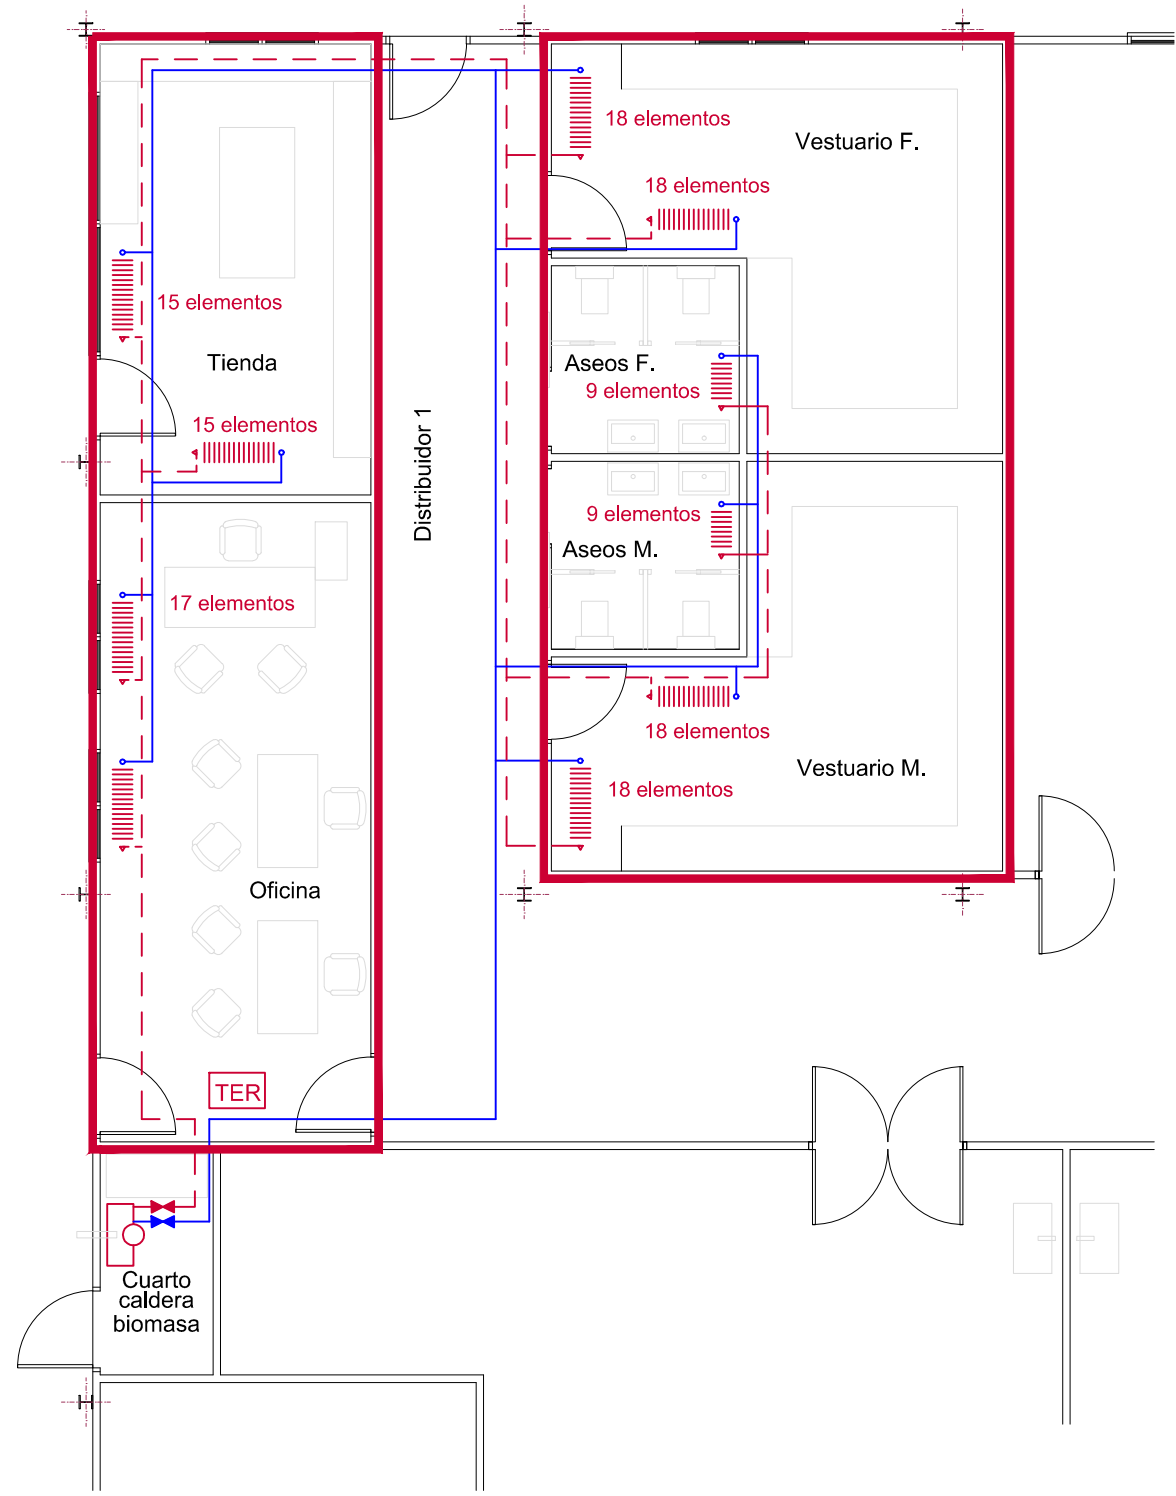 18 elementos
Vestuario F.
18 elementos
15 elementos
Tienda
Aseos F.
9 elementos
15 elementos
Distribuidor 1
9 elementos
Aseos M.
17 elementos
18 elementos
Vestuario M.
18 elementos
Oficina
TER
Cuarto
caldera
biomasa